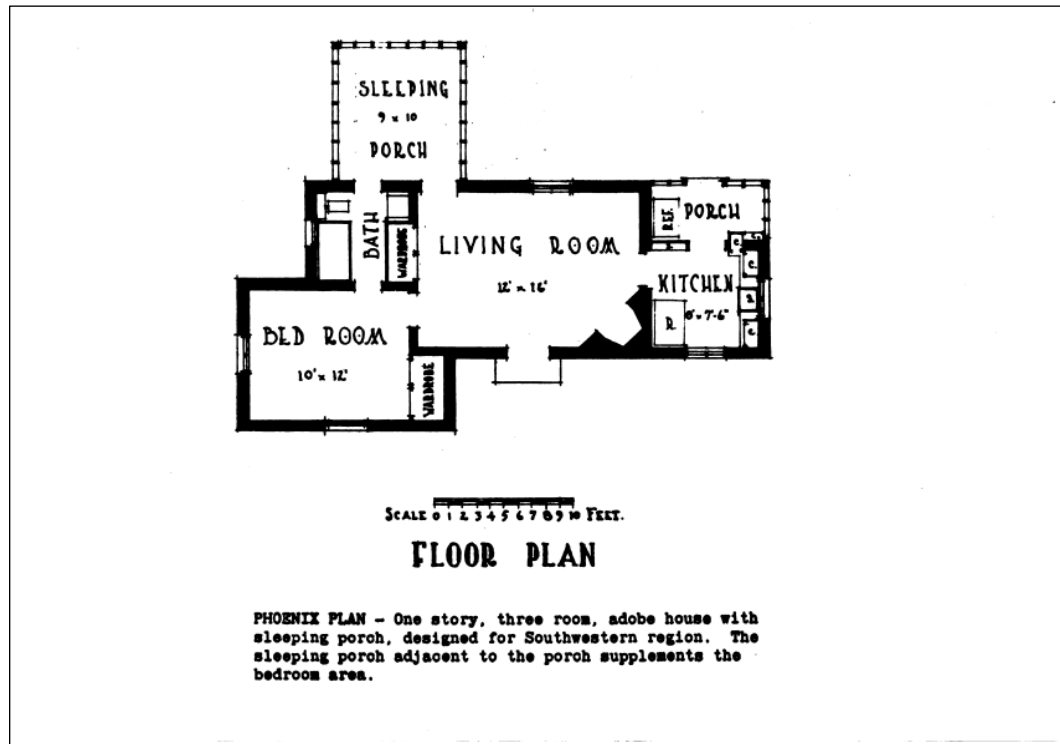 SLEEPING
9 x 10
PORCH
BATH
WARDROBE
LIVING ROOM
12' x 16'
REF.
PORCH
C.
C.
KITCHEN
C.
S.
C.
R.
BED ROOM
10' x 12'
WARDROBE
SCALE 0 1 2 3 4 5 6 7 8 9 10 FEET.
FLOOR PLAN
PHOENIX PLAN - One story, three room, adobe house with
sleeping porch, designed for Southwestern region. The
sleeping porch adjacent to the porch supplements the
bedroom area.